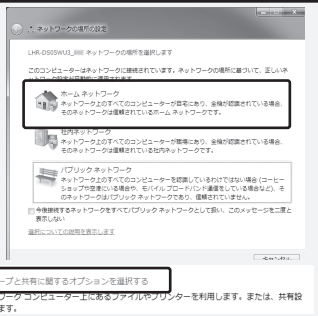 ネットワークの場所の設定
ネットワークの場所を選択します
このコンピューターはネットワークに接続されています。ネットワークの場所に基づいて、正しいネ
ットワーク設定が自動的に適用されます。
ホーム ネットワーク
ネットワーク上のすべてのコンピューターが自宅にあり、全機が認識されている場合、
そのネットワークは信頼されているホーム ネットワークです。
社内ネットワーク
ネットワーク上のすべてのコンピューターが職場にあり、全機が認識されている場合、
そのネットワークは信頼されている社内ネットワークです。
パブリック ネットワーク
ネットワーク上のすべてのコンピューターを認識しているわけではない場合 (コーヒー
ショップや空港にいる場合や、モバイル ブロードバンド通信をしている場合など)、そ
のネットワークはパブリック ネットワークであり、信頼されていません。
今後接続するネットワークをすべてパブリック ネットワークとして扱い、このメッセージを二度と
表示しない
選択についての説明を表示します
キャンセル
ープと共有に関するオプションを選択する
ワーク コンピューター上にあるファイルやプリンターを利用します。または、共有設
ます。